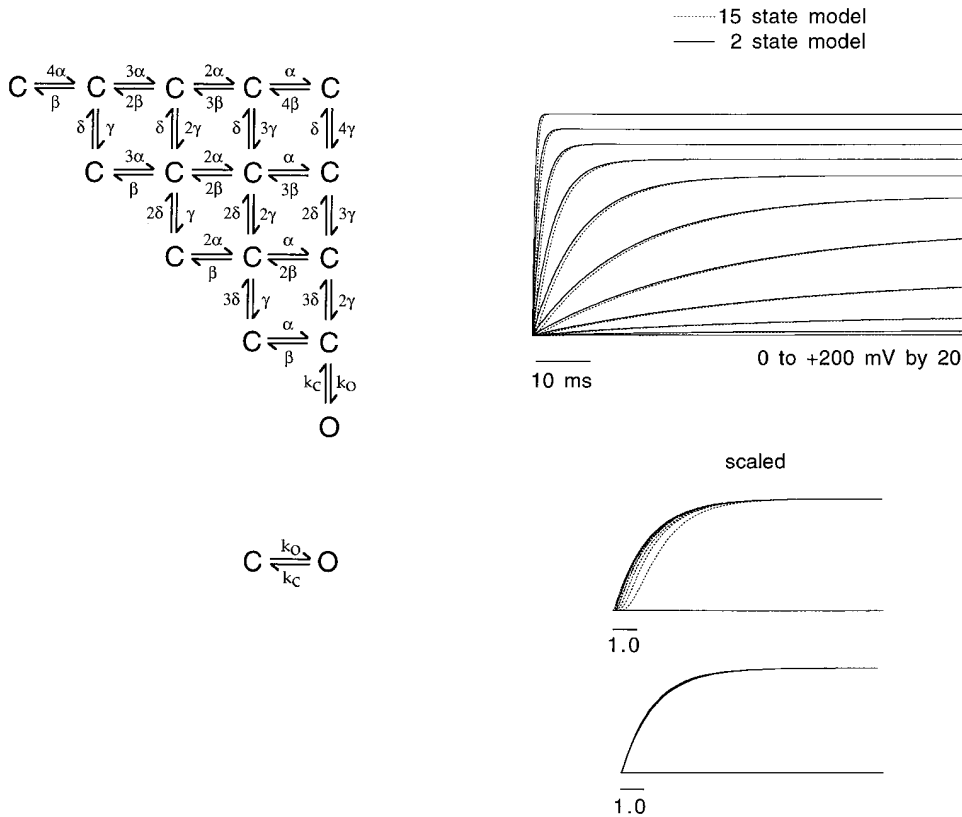 15 state model
2 state model
4α 3α 2α α
C C C C C
β 2β 3β 4β
δ γ δ 2γ δ 3γ δ 4γ
3α 2α α
C C C C
β 2β 3β
2δ γ 2δ 2γ 2δ 3γ
2α α
C C C
β 2β
3δ γ 3δ 2γ
α
C C
β
kC kO
O
10 ms
0 to +200 mV by 20
scaled
kO
C O
kC
1.0
1.0